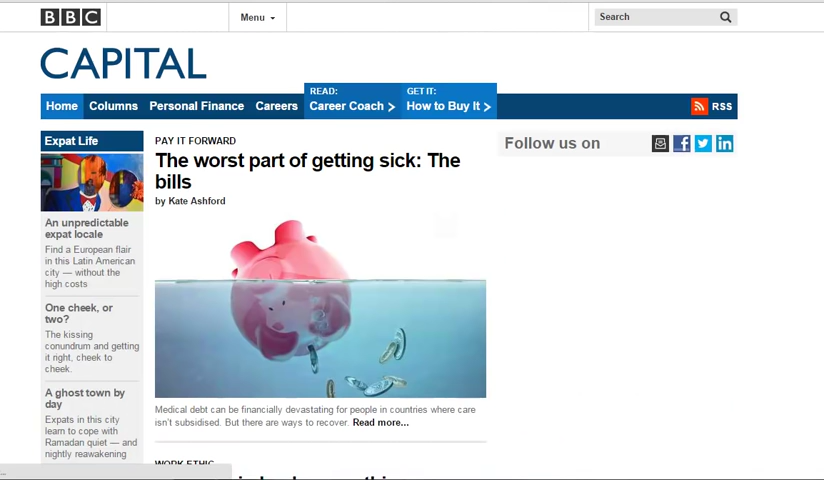 BBC
Menu
Search
CAPITAL
READ:
GET IT:
Home
Columns
Personal Finance
Careers
Career Coach >
How to Buy It >
RSS
Expat Life
An unpredictable
expat locale
Find a European flair
in this Latin American
city — without the
high costs
One cheek, or
two?
The kissing
conundrum and getting
it right, cheek to
cheek.
A ghost town by
day
Expats in this city
learn to cope with
Ramadan quiet — and
nightly reawakening
PAY IT FORWARD
The worst part of getting sick: The
bills
by Kate Ashford
Medical debt can be financially devastating for people in countries where care
isn't subsidised. But there are ways to recover. Read more...
WORK ETHIC
Follow us on